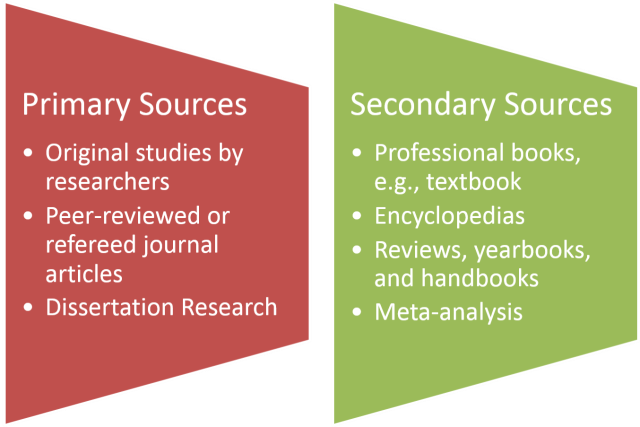 Primary Sources
• Original studies by
researchers
• Peer-reviewed or
refereed journal
articles
• Dissertation Research
Secondary Sources
• Professional books,
e.g., textbook
• Encyclopedias
• Reviews, yearbooks,
and handbooks
• Meta-analysis